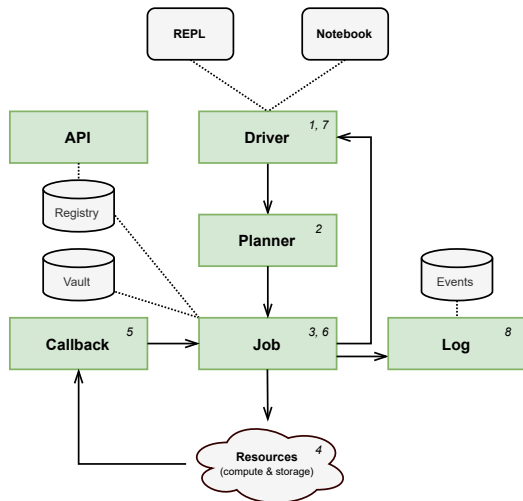 REPL
Notebook
API
Driver
1, 7
Registry
Planner
2
Vault
Events
Callback
5
Job
3, 6
Log
8
Resources
4
(compute & storage)